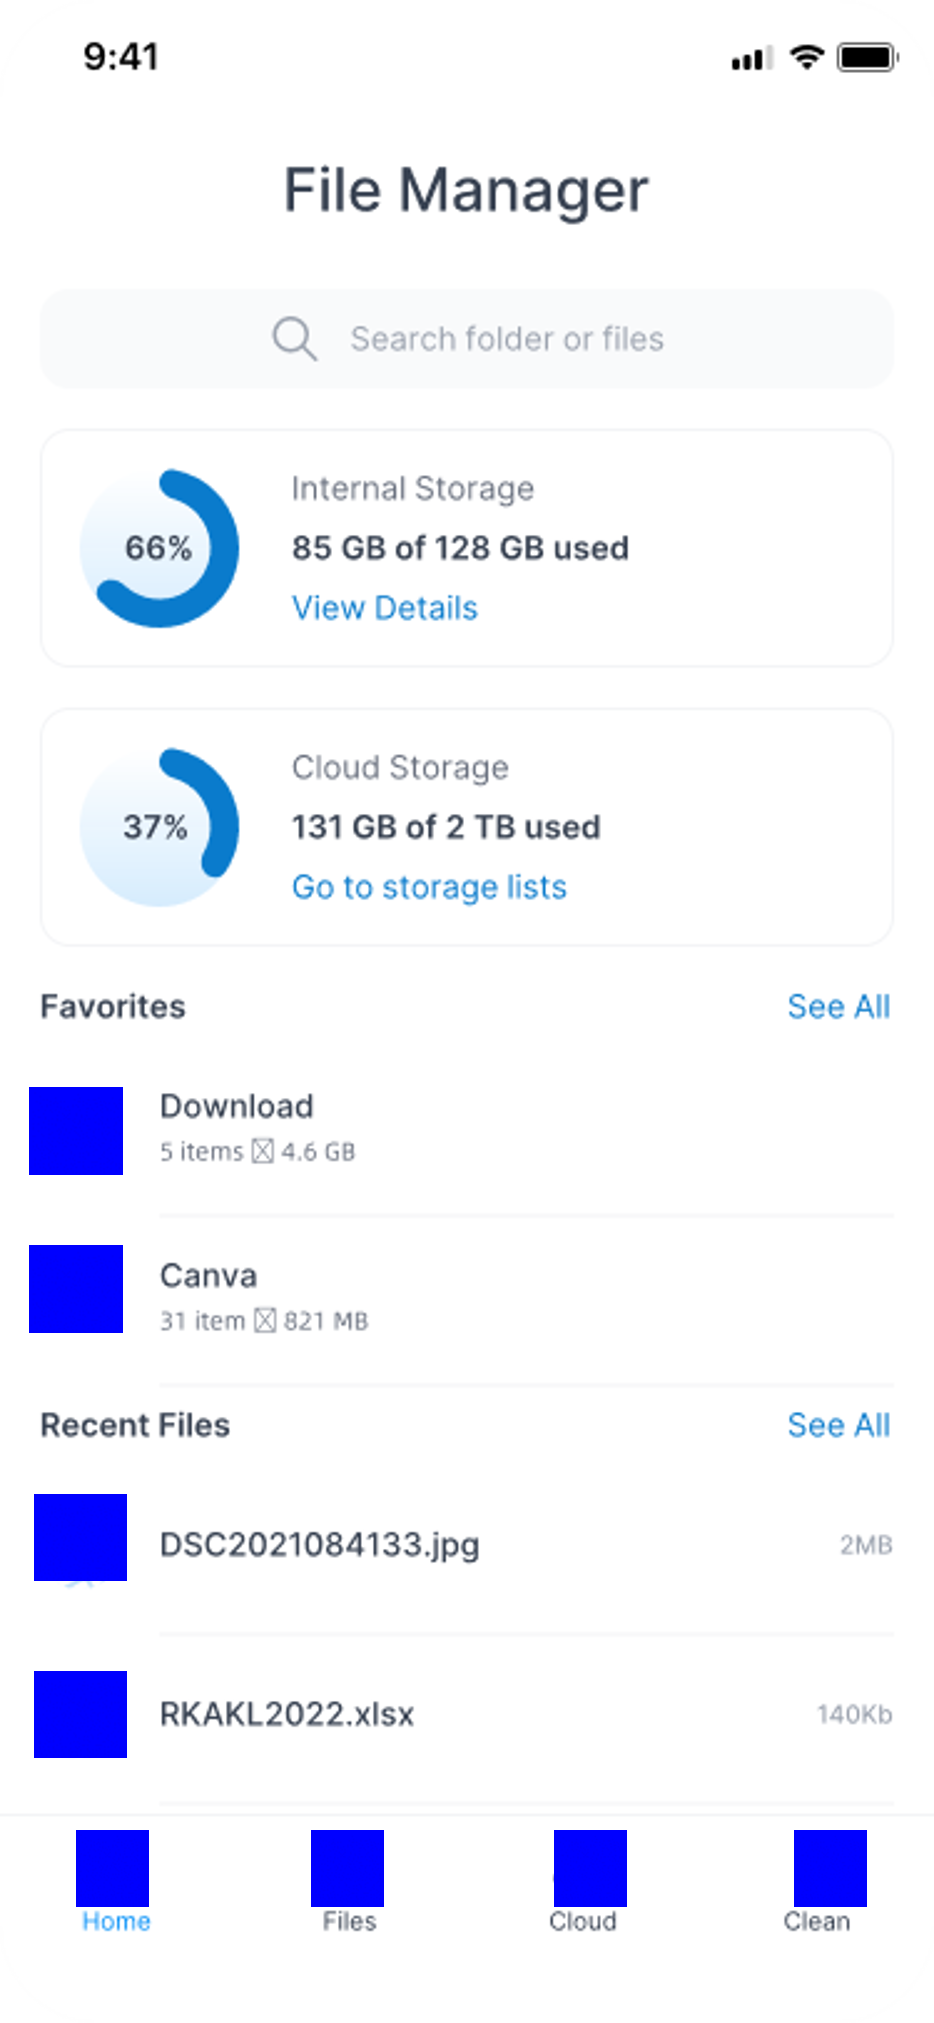 9:41
File Manager
Search folder or files
Internal Storage
66%
85 GB of 128 GB used
View Details
Cloud Storage
37%
131 GB of 2 TB used
Go to storage lists
Favorites
See All
Download
5 items 4.6 GB
Canva
31 item 821 MB
Recent Files
See All
DSC2021084133.jpg
2MB
RKAKL2022.xlsx
140Kb
Home
Files
Cloud
Clean